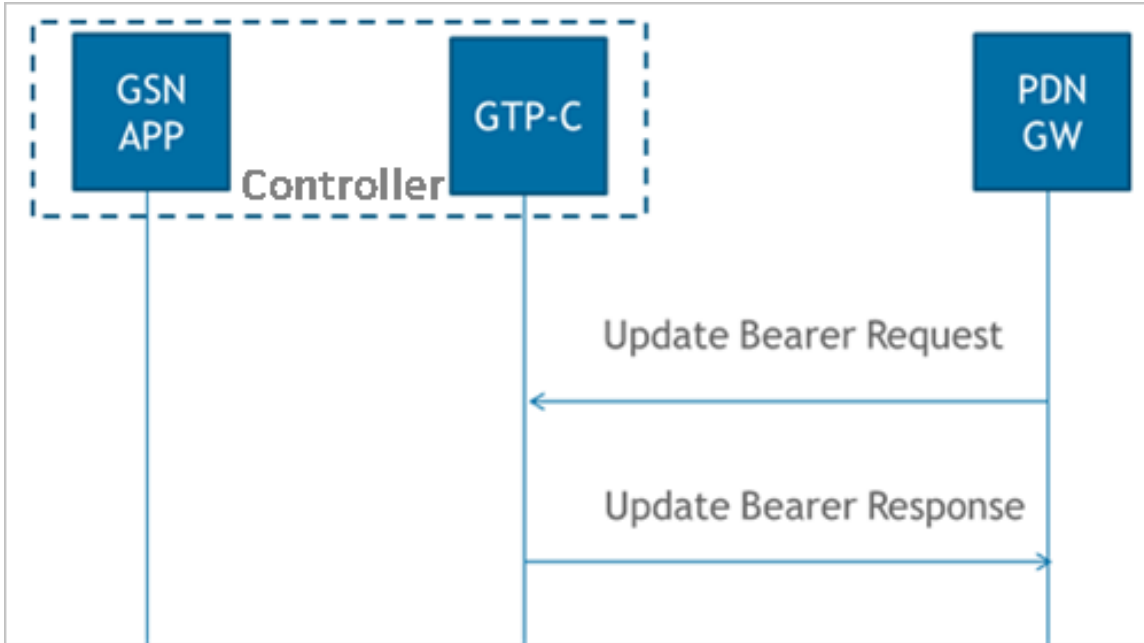 GSN
APP
GTP-C
PDN
GW
Controller
Update Bearer Request
Update Bearer Response